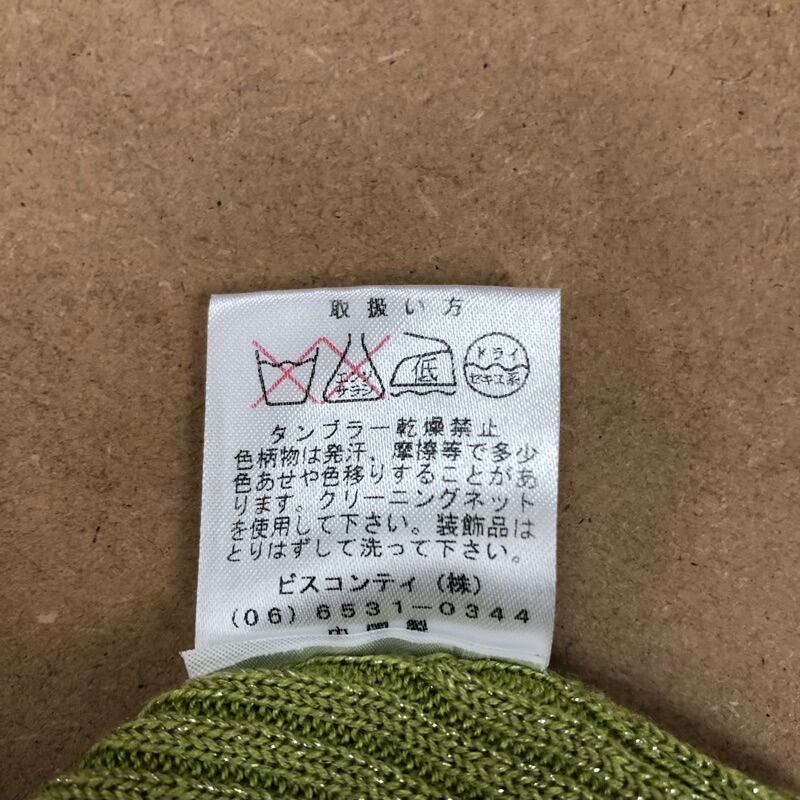 取扱い方
エンソ
サラシ
低
ドライ
セキユ系
タンブラー乾燥禁止
色柄物は発汗、摩擦等で多少
色あせや色移りすることがあ
ります。クリーニングネット
を使用して下さい。装飾品は
とりはずして洗って下さい。
ビスコンティ(株)
(06)6531-0344